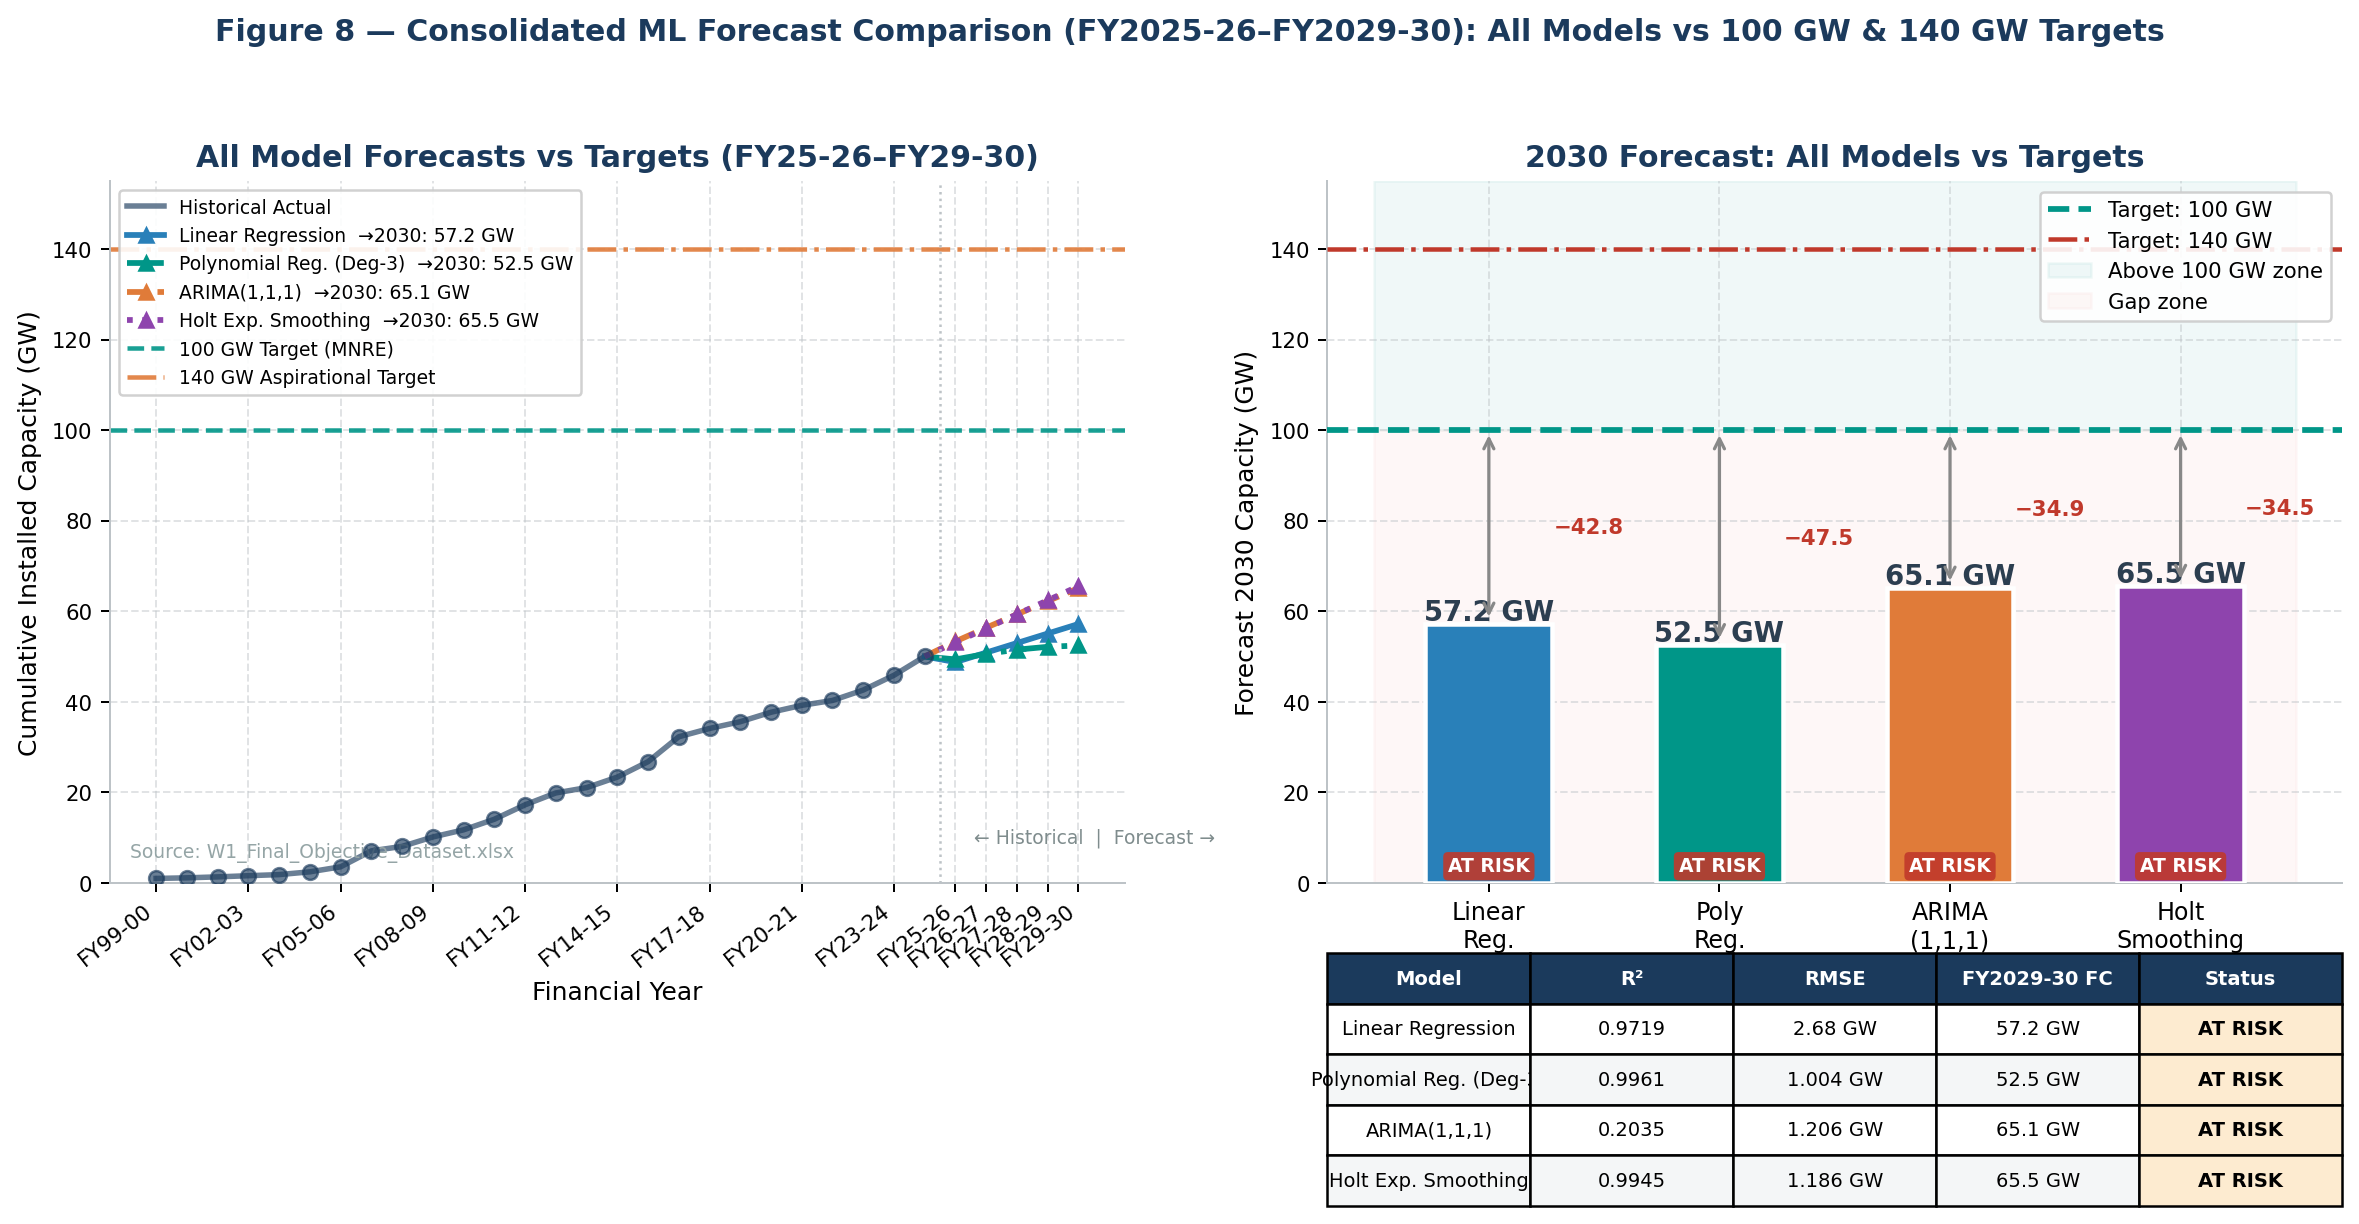 Figure 8 — Consolidated ML Forecast Comparison (FY2025-26–FY2029-30): All Models vs 100 GW & 140 GW Targets
All Model Forecasts vs Targets (FY25-26–FY29-30)
Historical Actual
Linear Regression →2030: 57.2 GW
Polynomial Reg. (Deg-3) →2030: 52.5 GW
ARIMA(1,1,1) →2030: 65.1 GW
Holt Exp. Smoothing →2030: 65.5 GW
100 GW Target (MNRE)
140 GW Aspirational Target
Cumulative Installed Capacity (GW)
140
120
100
80
60
40
20
0
← Historical | Forecast →
Source: W1_Final_Objective_Dataset.xlsx
FY99-00
FY02-03
FY05-06
FY08-09
FY11-12
FY14-15
FY17-18
FY20-21
FY23-24
FY25-26
FY26-27
FY27-28
FY28-29
FY29-30
Financial Year
2030 Forecast: All Models vs Targets
Target: 100 GW
Target: 140 GW
Above 100 GW zone
Gap zone
Forecast 2030 Capacity (GW)
140
120
100
80
60
40
20
0
−42.8
−47.5
−34.9
−34.5
57.2 GW
52.5 GW
65.1 GW
65.5 GW
AT RISK
AT RISK
AT RISK
AT RISK
Linear
Reg.
Poly
Reg.
ARIMA
(1,1,1)
Holt
Smoothing
Model R² RMSE FY2029-30 FC Status
Linear Regression 0.9719 2.68 GW 57.2 GW AT RISK
Polynomial Reg. (Deg- 0.9961 1.004 GW 52.5 GW AT RISK
ARIMA(1,1,1) 0.2035 1.206 GW 65.1 GW AT RISK
Holt Exp. Smoothing 0.9945 1.186 GW 65.5 GW AT RISK